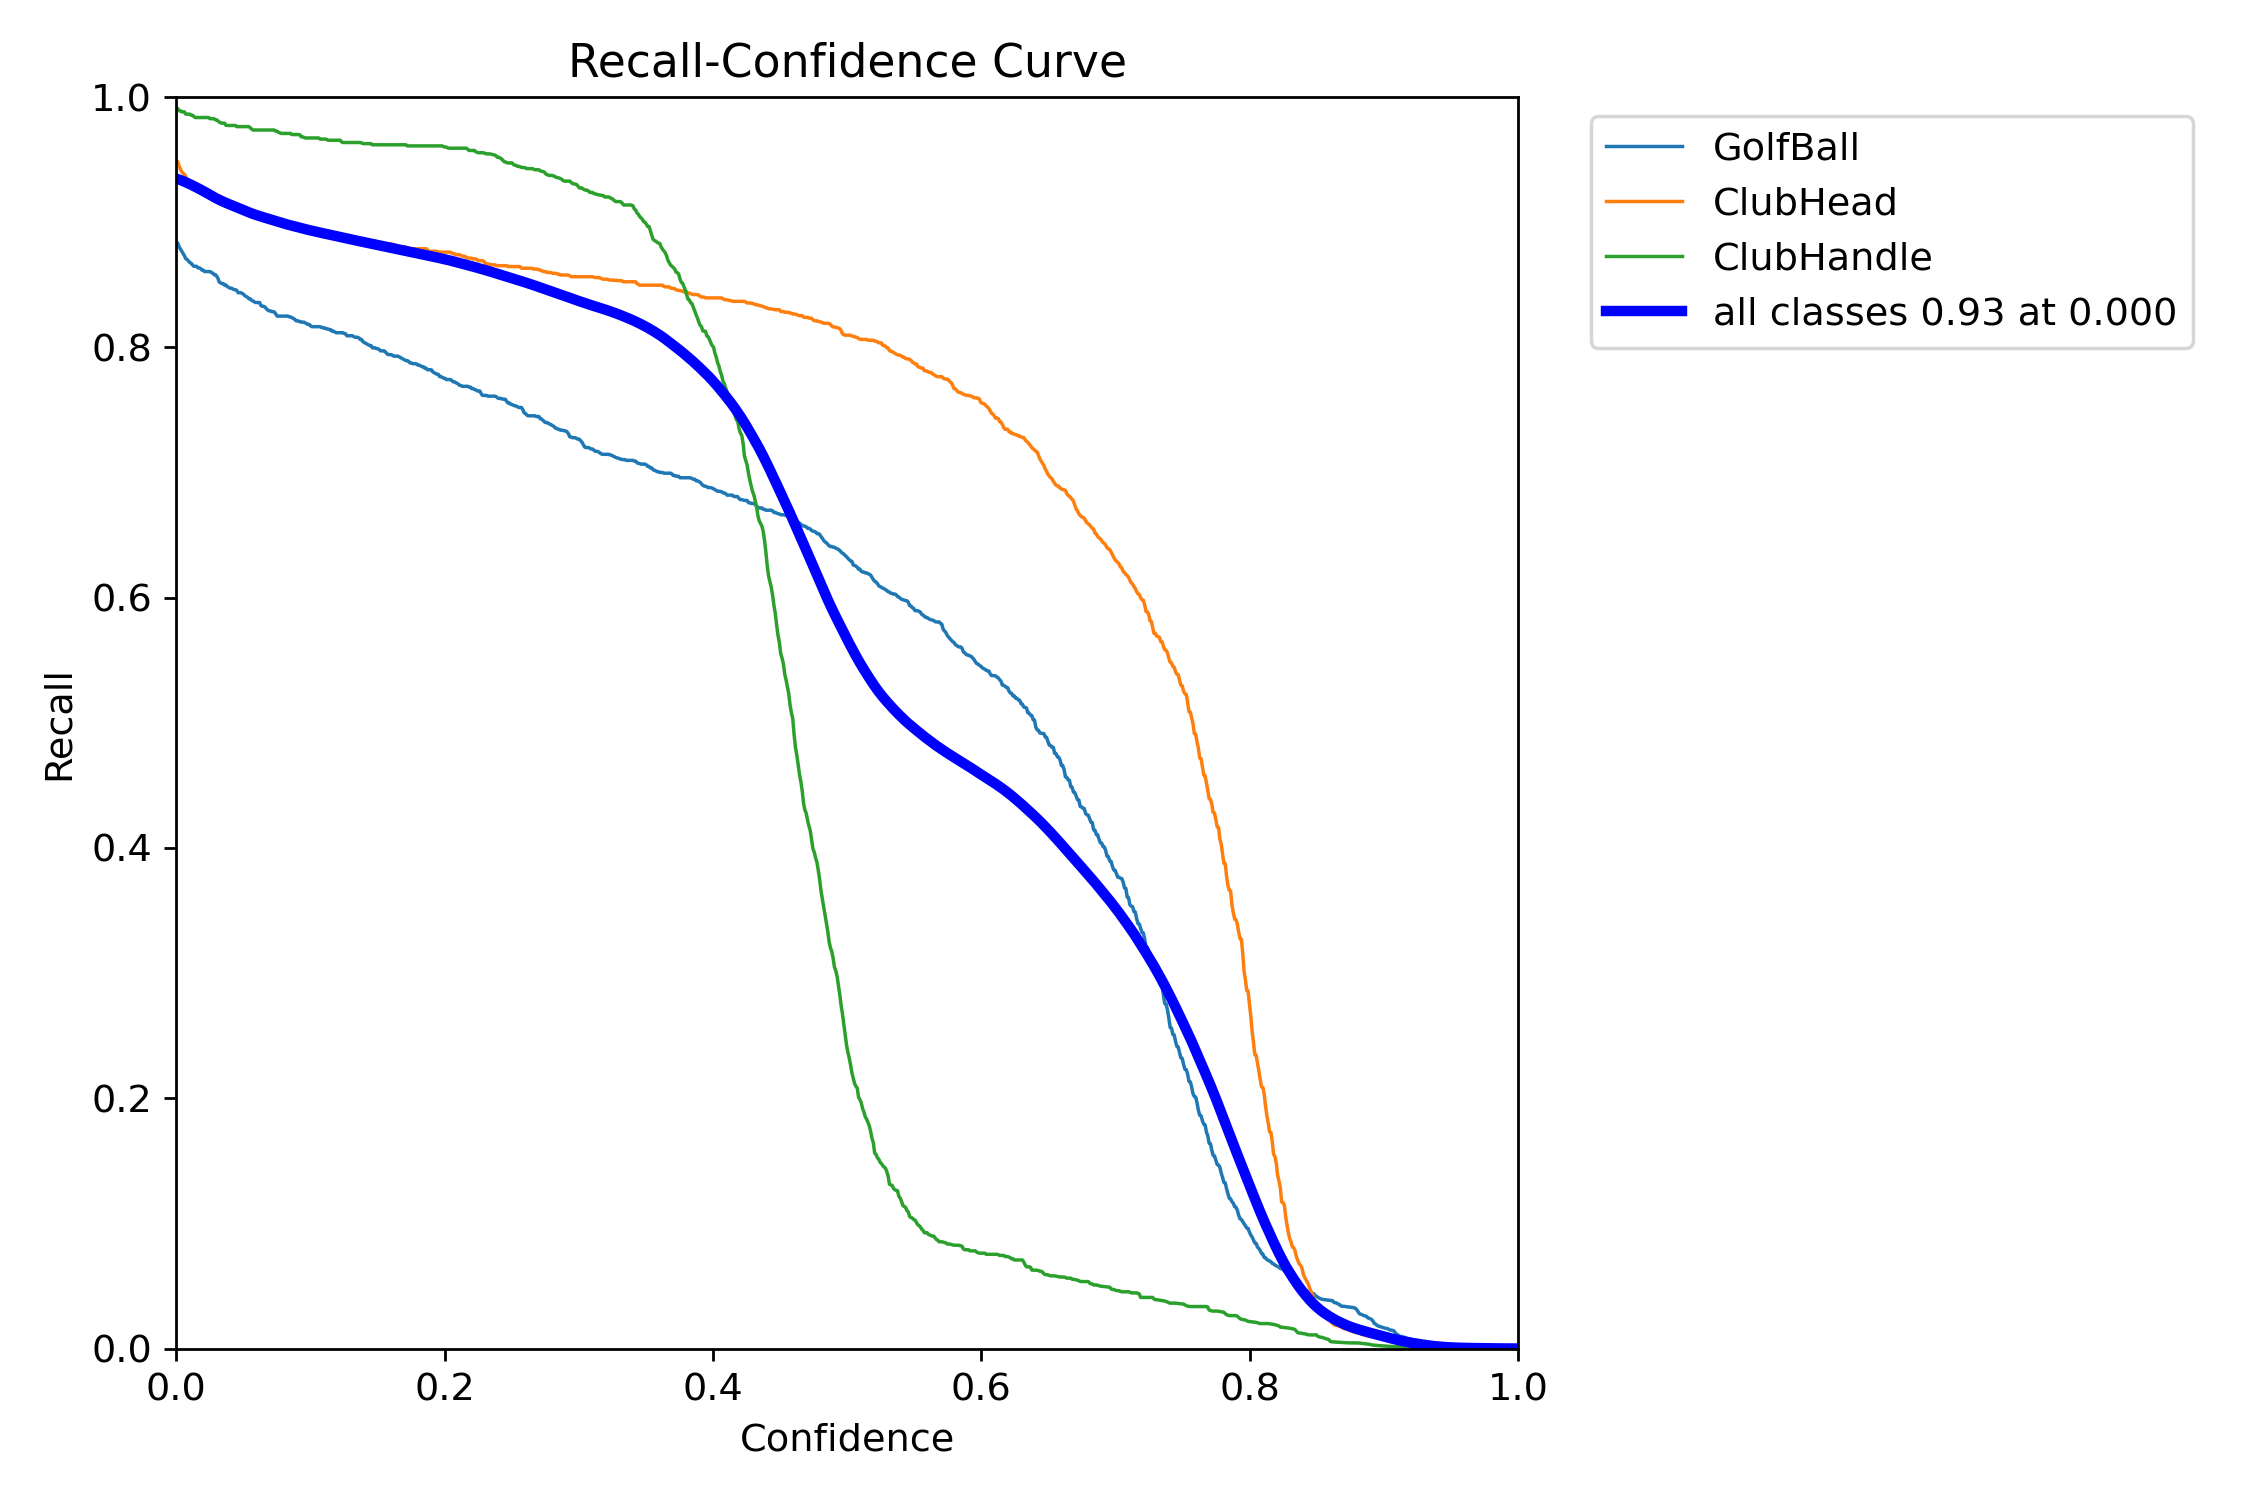 Recall-Confidence Curve
1.0
0.8
0.6
0.4
0.2
0.0
Recall
0.0 0.2 0.4 0.6 0.8 1.0
Confidence
GolfBall
ClubHead
ClubHandle
all classes 0.93 at 0.000